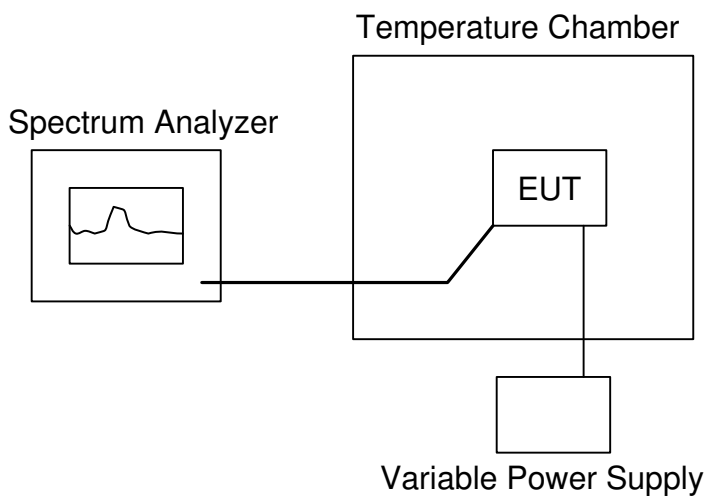 Temperature Chamber
Spectrum Analyzer
EUT
Variable Power Supply